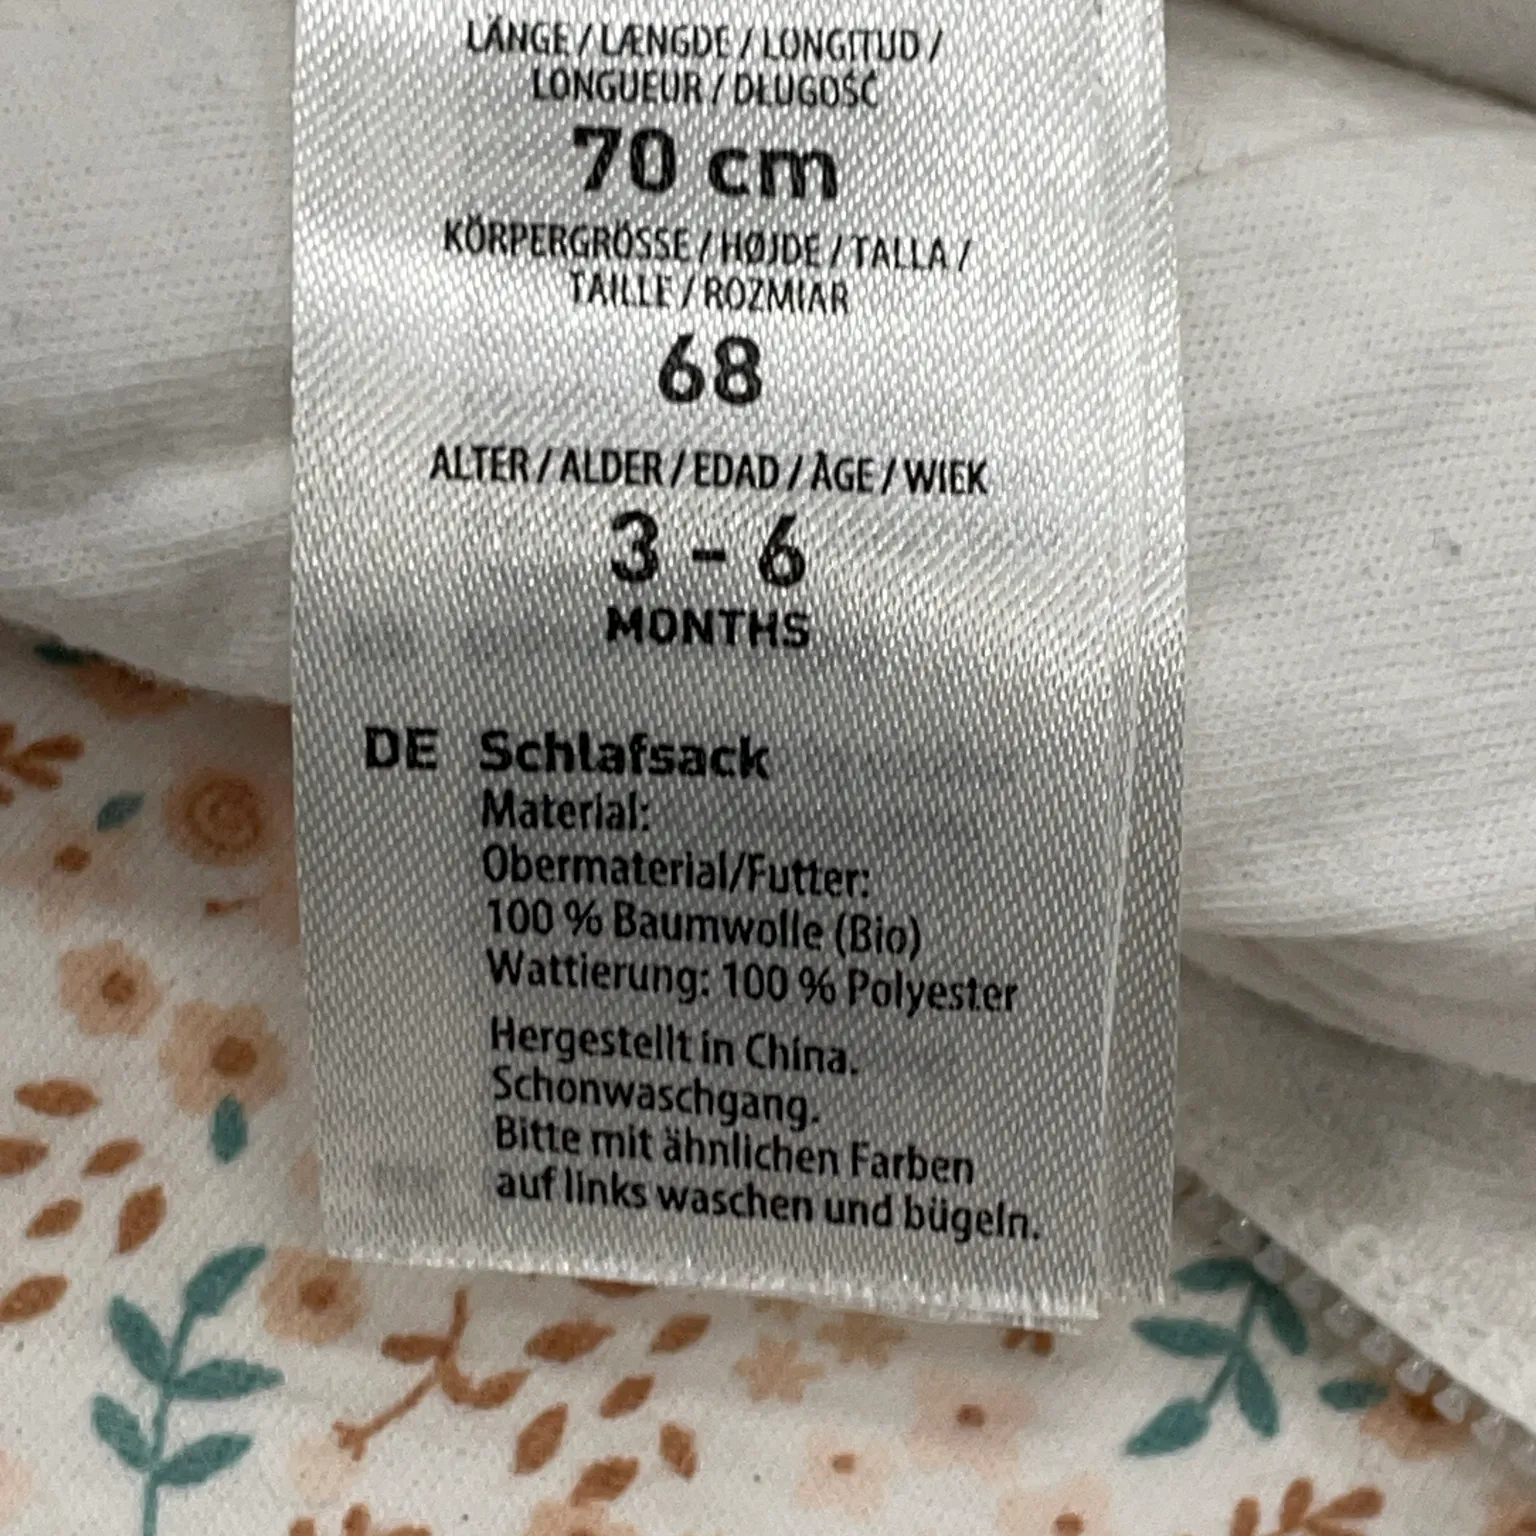 LÄNGE / LÆNGDE / LONGITUD /
LONGUEUR / DŁUGOŚĆ
70 cm
KÖRPERGRÖSSE / HØJDE / TALLA /
TAILLE / ROZMIAR
68
ALTER / ALDER / EDAD / ÂGE / WIEK
3 – 6
MONTHS
DE Schlafsack
Material:
Obermaterial/Futter:
100 % Baumwolle (Bio)
Wattierung: 100 % Polyester
Hergestellt in China.
Schonwaschgang.
Bitte mit ähnlichen Farben
auf links waschen und bügeln.